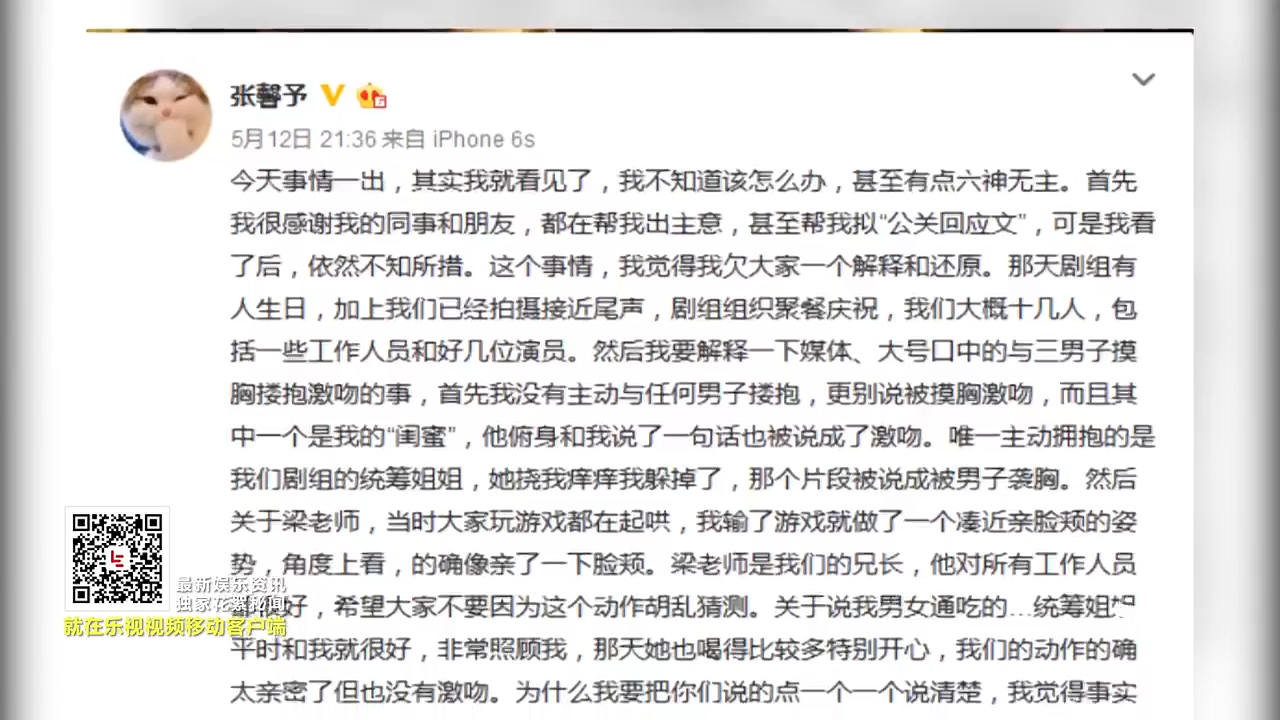 张馨予
5月12日 21:36 来自 iPhone 6s
今天事情一出，其实我就看见了，我不知道该怎么办，甚至有点六神无主。首先
我很感谢我的同事和朋友，都在帮我出主意，甚至帮我拟“公关回应文”，可是我看
了后，依然不知所措。这个事情，我觉得我欠大家一个解释和还原。那天剧组有
人生日，加上我们已经拍摄接近尾声，剧组组织聚餐庆祝，我们大概十几人，包
括一些工作人员和好几位演员。然后我要解释一下媒体、大号口中的与三男子摸
胸搂抱激吻的事，首先我没有主动与任何男子搂抱，更别说被摸胸激吻，而且其
中一个是我的“闺蜜”，他俯身和我说了一句话也被说成了激吻。唯一主动拥抱的是
我们剧组的统筹姐姐，她挠我痒痒我躲掉了，那个片段被说成被男子袭胸。然后
关于梁老师，当时大家玩游戏都在起哄，我输了游戏就做了一个凑近亲脸颊的姿
势，角度上看，的确像亲了一下脸颊。梁老师是我们的兄长，他对所有工作人员
好，希望大家不要因为这个动作胡乱猜测。关于说我男女通吃的…统筹姐姐
平时和我就很好，非常照顾我，那天她也喝得比较多特别开心，我们的动作的确
太亲密了但也没有激吻。为什么我要把你们说的点一个一个说清楚，我觉得事实
最新娱乐资讯
独家花絮秘闻
就在乐视视频移动客户端